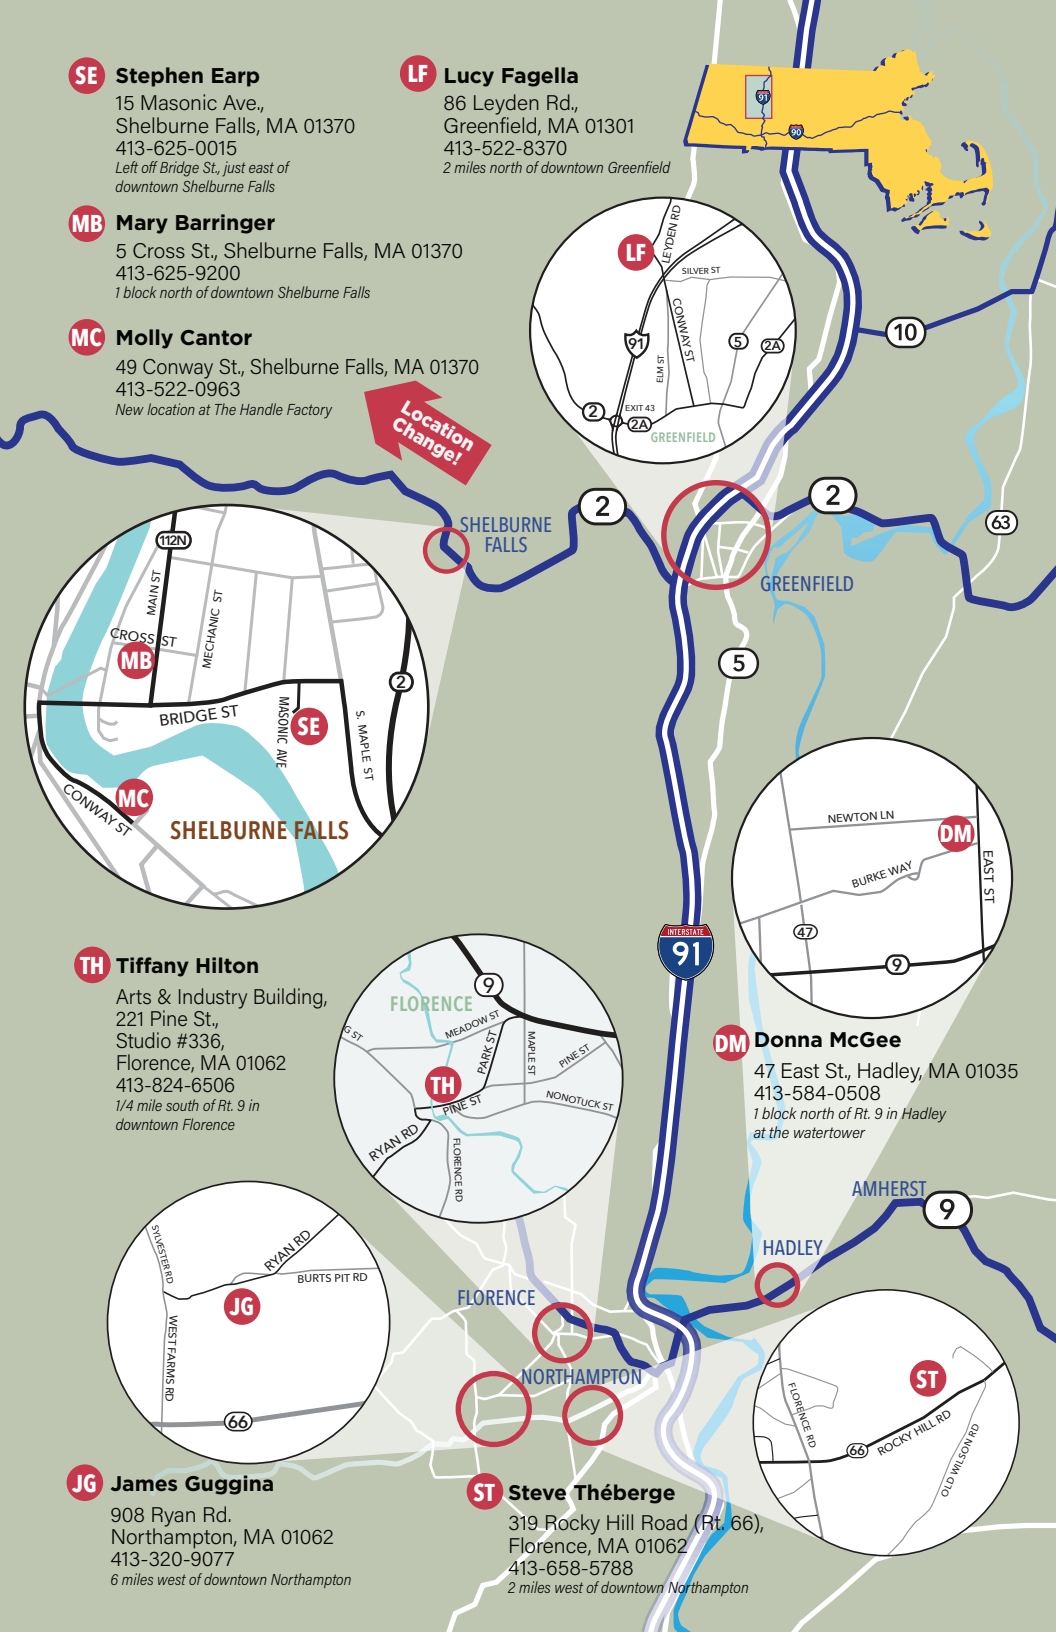 SE Stephen Earp
15 Masonic Ave.,
Shelburne Falls, MA 01370
413-625-0015
Left off Bridge St., just east of
downtown Shelburne Falls
LF Lucy Fagella
86 Leyden Rd.,
Greenfield, MA 01301
413-522-8370
2 miles north of downtown Greenfield
MB Mary Barringer
5 Cross St., Shelburne Falls, MA 01370
413-625-9200
1 block north of downtown Shelburne Falls
MC Molly Cantor
49 Conway St., Shelburne Falls, MA 01370
413-522-0963
New location at The Handle Factory
Location
Change!
91
90
LEYDEN RD
LF
SILVER ST
CONWAY ST
91
5
2A
ELM ST
2
EXIT 43
2A
GREENFIELD
10
2
2
63
SHELBURNE
FALLS
GREENFIELD
5
112N
MAIN ST
MECHANIC ST
CROSS ST
MB
2
BRIDGE ST
MASONIC AVE
SE
S. MAPLE ST
MC
CONWAY ST
SHELBURNE FALLS
NEWTON LN
DM
BURKE WAY
EAST ST
47
9
INTERSTATE
91
TH Tiffany Hilton
Arts & Industry Building,
221 Pine St.,
Studio #336,
Florence, MA 01062
413-824-6506
1/4 mile south of Rt. 9 in
downtown Florence
9
FLORENCE
G ST
MEADOW ST
PARK ST
MAPLE ST
PINE ST
TH
PINE ST
NONOTUCK ST
RYAN RD
FLORENCE RD
DM Donna McGee
47 East St., Hadley, MA 01035
413-584-0508
1 block north of Rt. 9 in Hadley
at the watertower
AMHERST
9
HADLEY
FLORENCE
NORTHAMPTON
SYLVESTER RD
RYAN RD
BURTS PIT RD
JG
WEST FARMS RD
66
ST
FLORENCE RD
66
ROCKY HILL RD
OLD WILSON RD
JG James Guggina
908 Ryan Rd.
Northampton, MA 01062
413-320-9077
6 miles west of downtown Northampton
ST Steve Théberge
319 Rocky Hill Road (Rt. 66),
Florence, MA 01062
413-658-5788
2 miles west of downtown Northampton